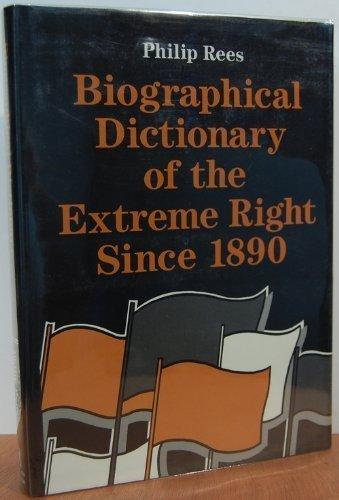 Philip Rees
Biographical
Dictionary
of the
Extreme Right
Since 1890